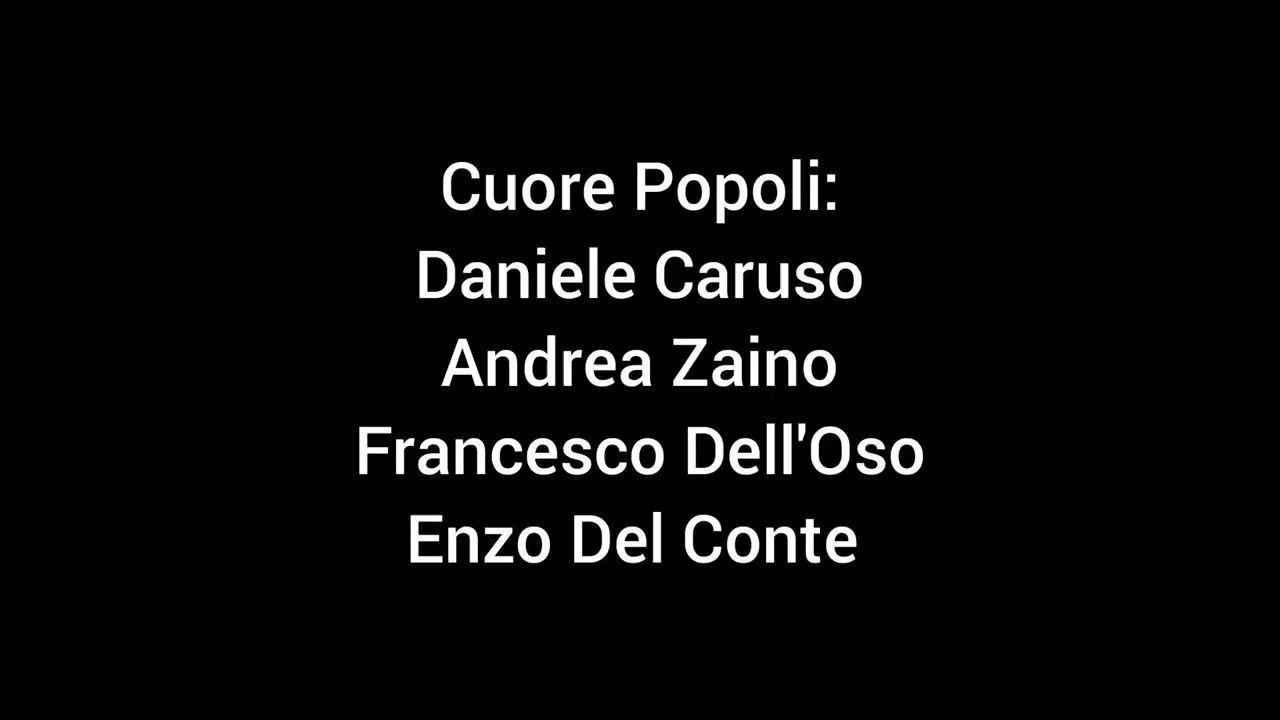 Cuore Popoli:
Daniele Caruso
Andrea Zaino
Francesco Dell'Oso
Enzo Del Conte